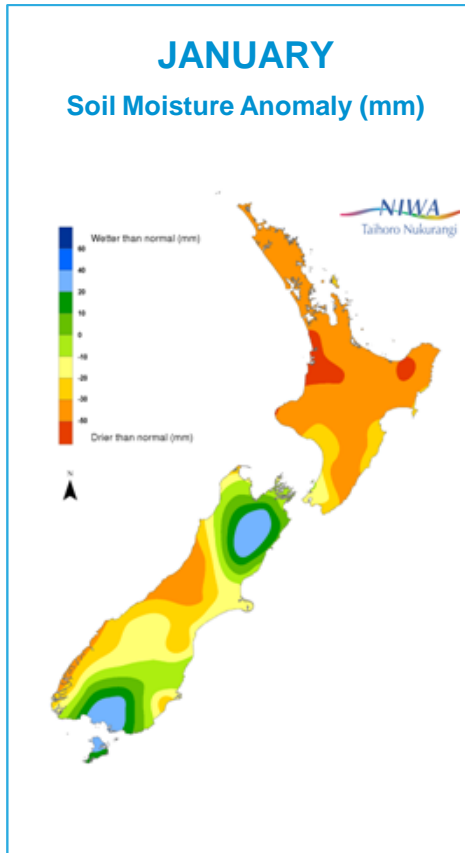 JANUARY
Soil Moisture Anomaly (mm)
NIWA
Taihoro Nukurangi
Wetter than normal (mm)
60
40
20
10
0
-10
-20
-50
Drier than normal (mm)
N